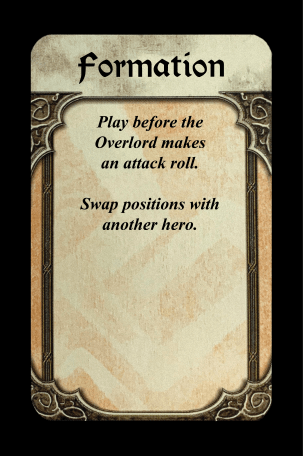 Formation
Play before the
Overlord makes
an attack roll.
Swap positions with
another hero.